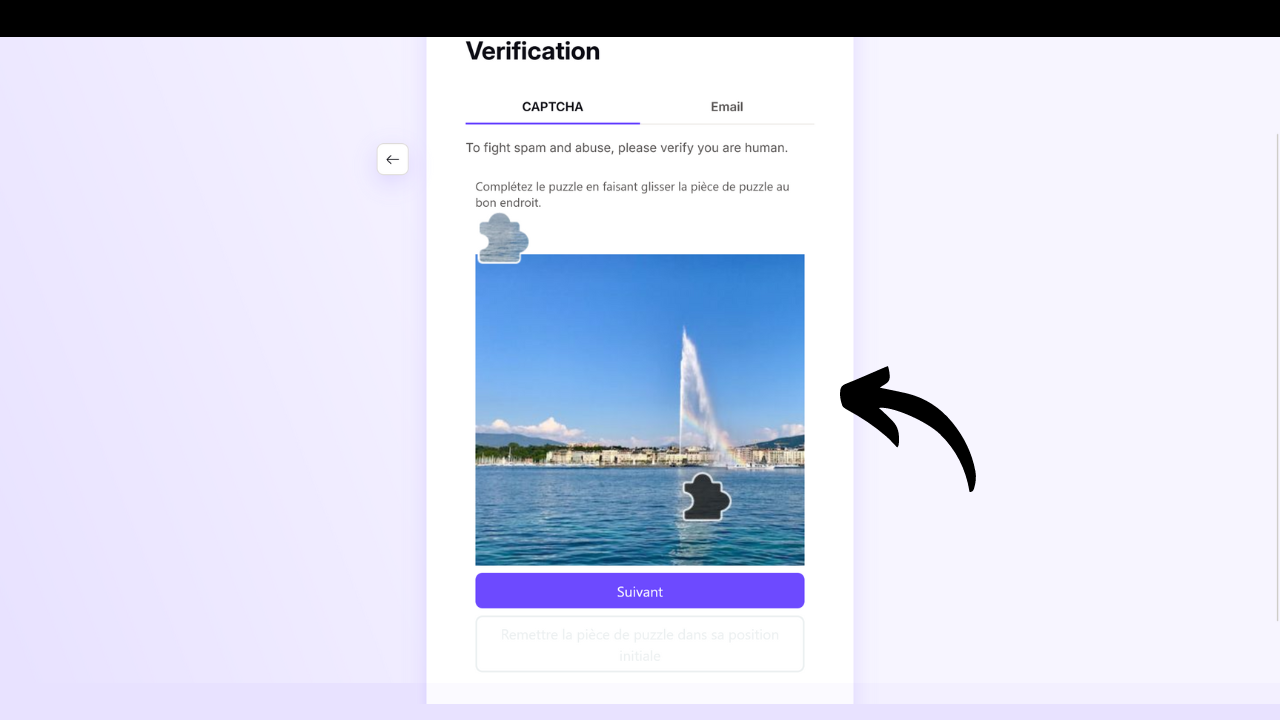 Verification
CAPTCHA
Email
To fight spam and abuse, please verify you are human.
Complétez le puzzle en faisant glisser la pièce de puzzle au
bon endroit.
Suivant
Remettre la pièce de puzzle dans sa position
initiale